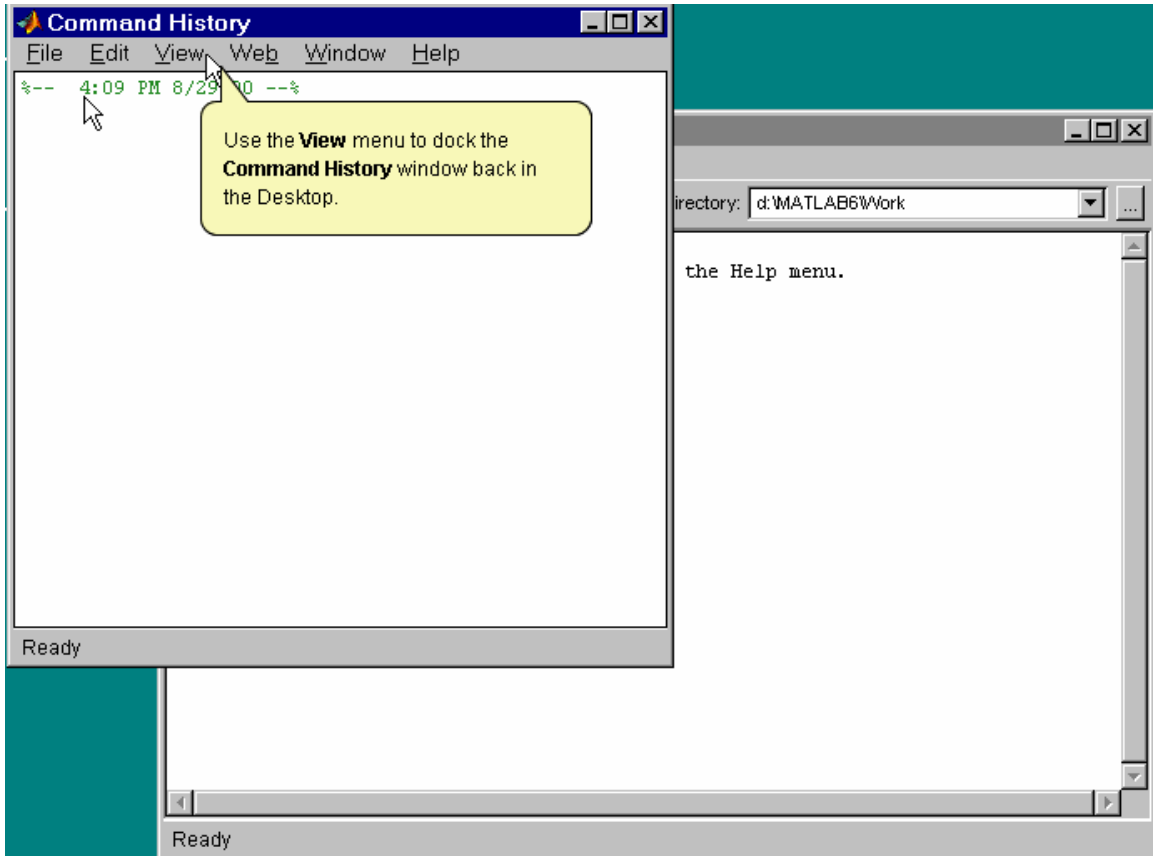 Command History
File Edit View Web Window Help
%-- 4:09 PM 8/29 00 --%
Use the View menu to dock the
Command History window back in
the Desktop.
Ready
irectory: d:\MATLAB6\Work
...
the Help menu.
Ready